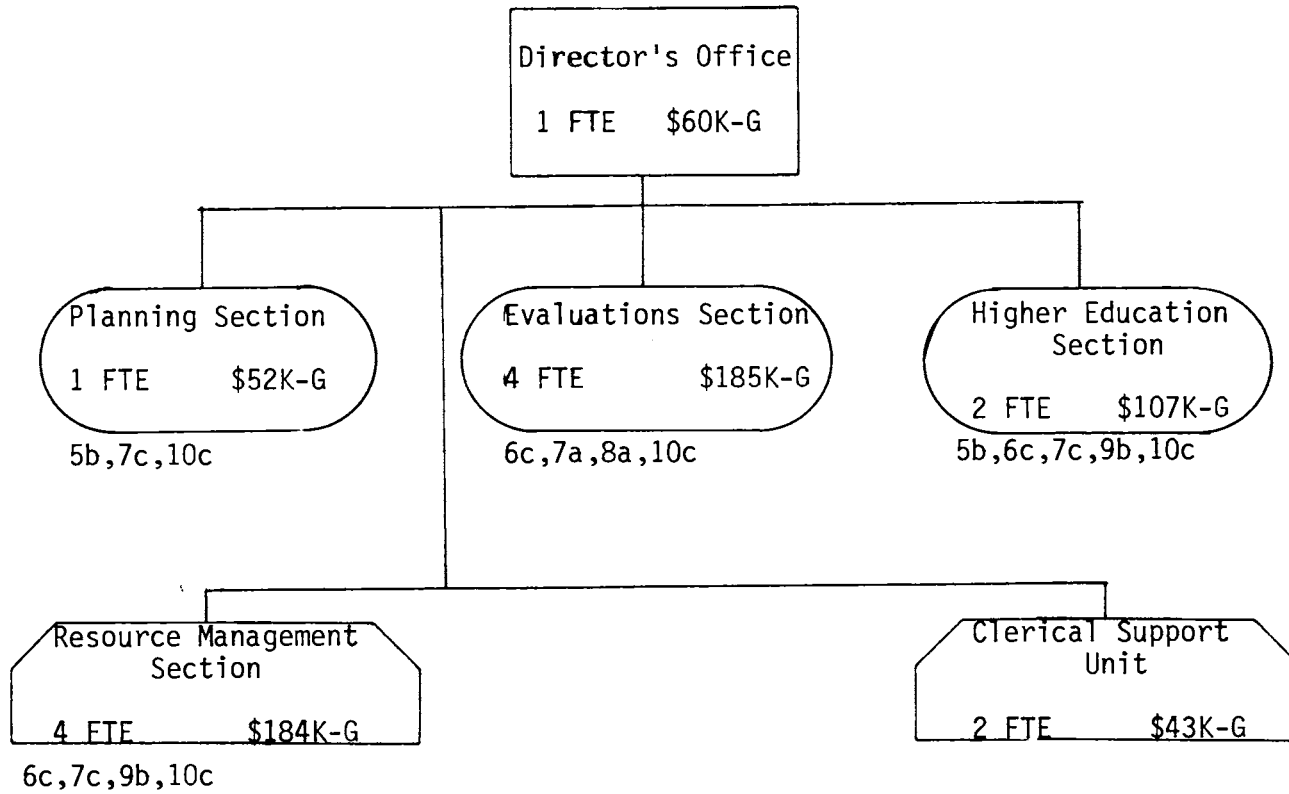 Director's Office
1 FTE $60K-G
Planning Section
1 FTE $52K-G
5b,7c,10c
Evaluations Section
4 FTE $185K-G
6c,7a,8a,10c
Higher Education
Section
2 FTE $107K-G
5b,6c,7c,9b,10c
Resource Management
Section
4 FTE $184K-G
6c,7c,9b,10c
Clerical Support
Unit
2 FTE $43K-G